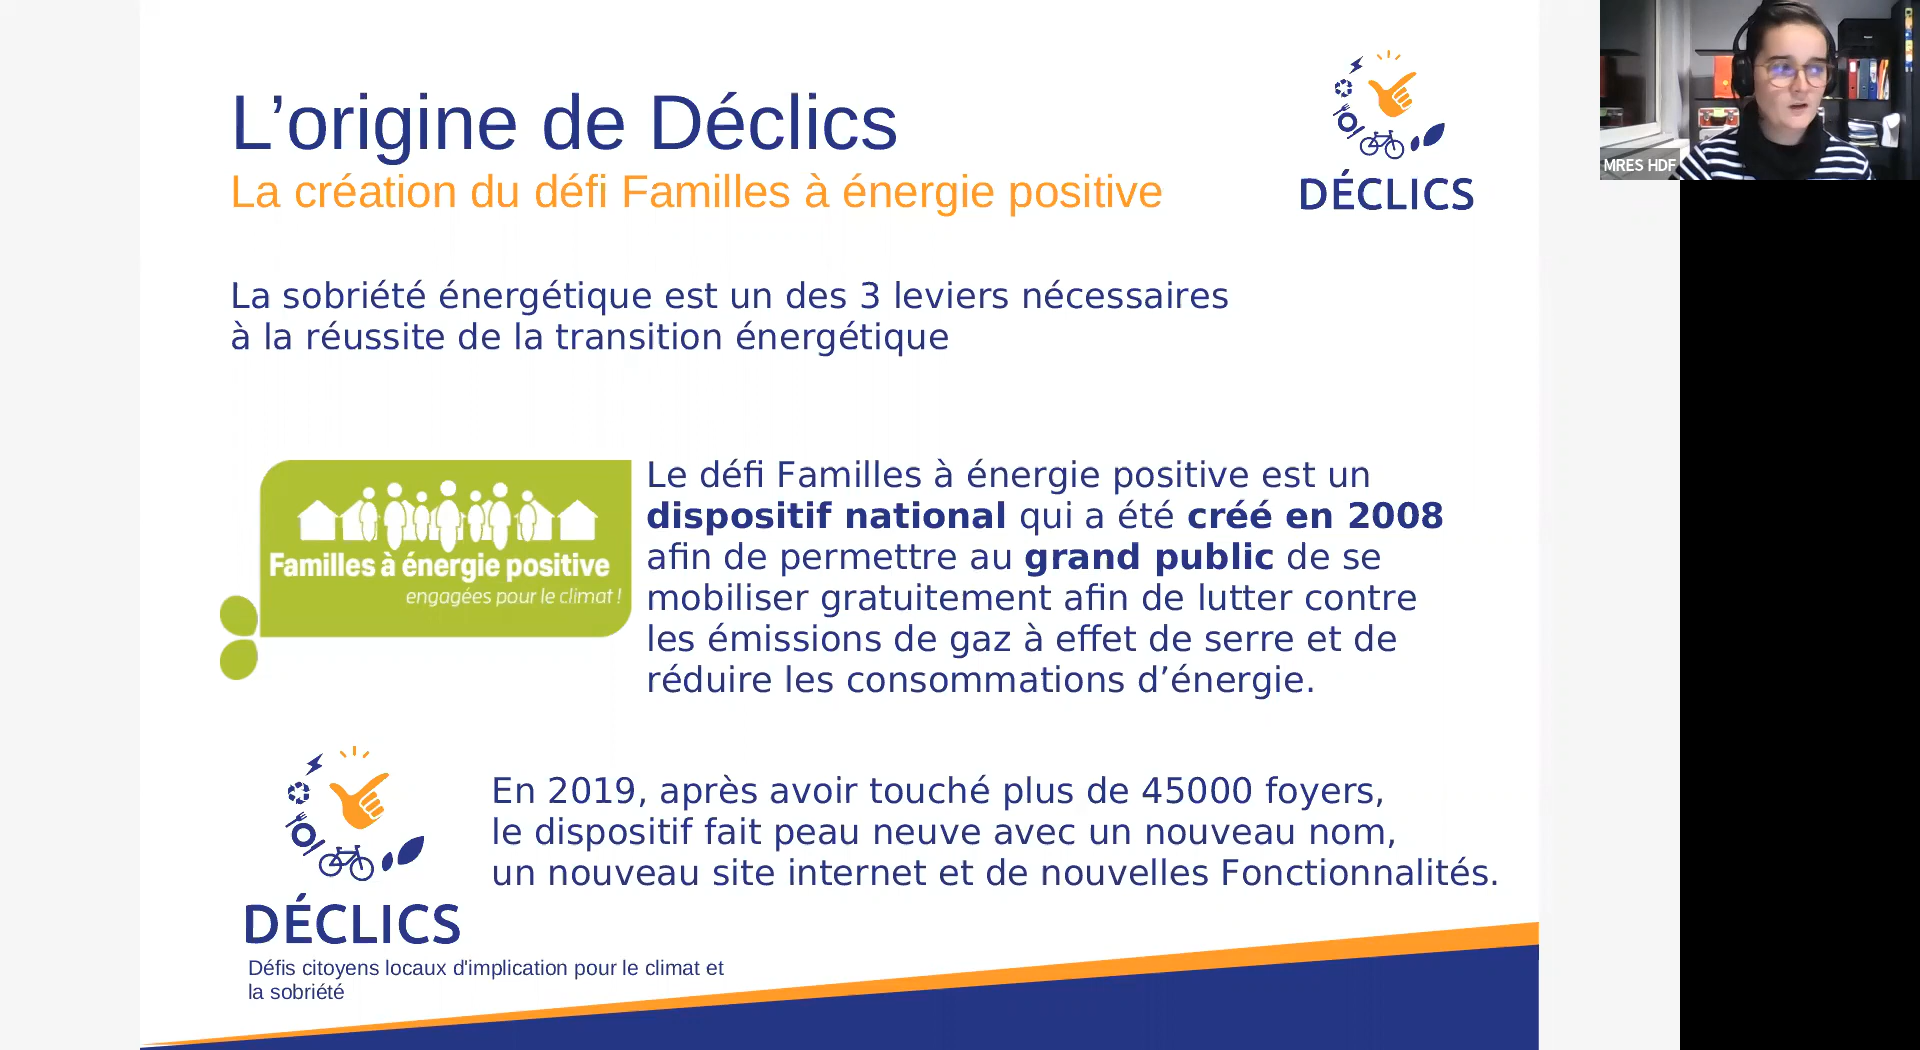 L’origine de Déclics
La création du défi Familles à énergie positive
DÉCLICS
MRES HDF
La sobriété énergétique est un des 3 leviers nécessaires
à la réussite de la transition énergétique
Familles à énergie positive
engagées pour le climat !
Le défi Familles à énergie positive est un
dispositif national qui a été créé en 2008
afin de permettre au grand public de se
mobiliser gratuitement afin de lutter contre
les émissions de gaz à effet de serre et de
réduire les consommations d’énergie.
En 2019, après avoir touché plus de 45000 foyers,
le dispositif fait peau neuve avec un nouveau nom,
un nouveau site internet et de nouvelles Fonctionnalités.
DÉCLICS
Défis citoyens locaux d'implication pour le climat et
la sobriété